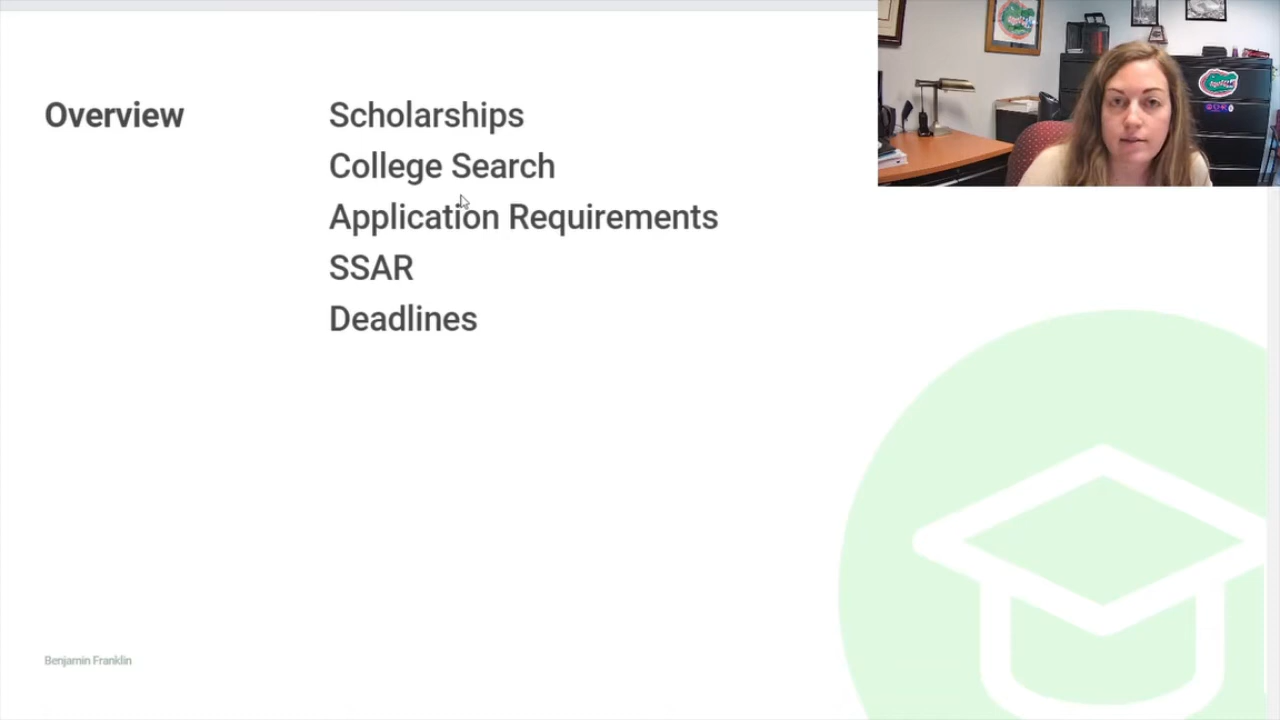 Overview
Scholarships
College Search
Application Requirements
SSAR
Deadlines
Benjamin Franklin